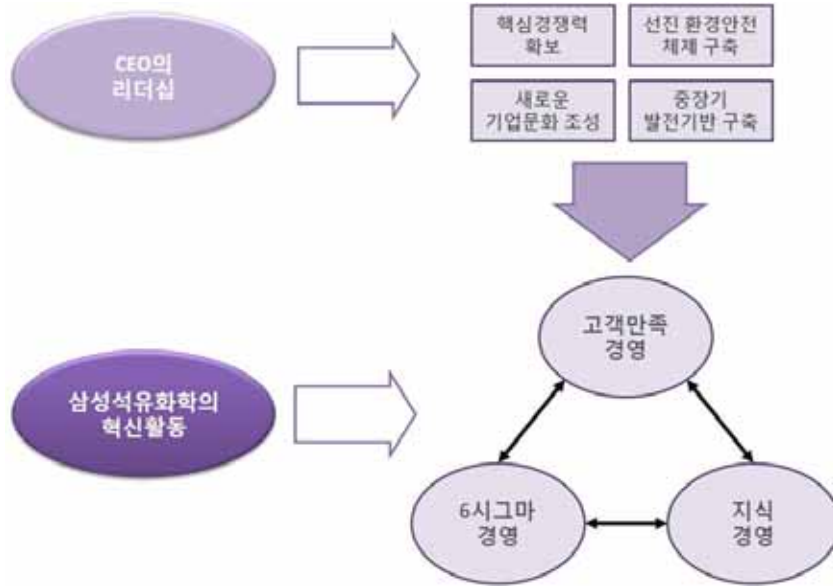 CEO의
리더십
핵심경쟁력
확보
선진 환경안전
체제 구축
새로운
기업문화 조성
중장기
발전기반 구축
고객만족
경영
삼성석유화학의
혁신활동
6시그마
경영
지식
경영